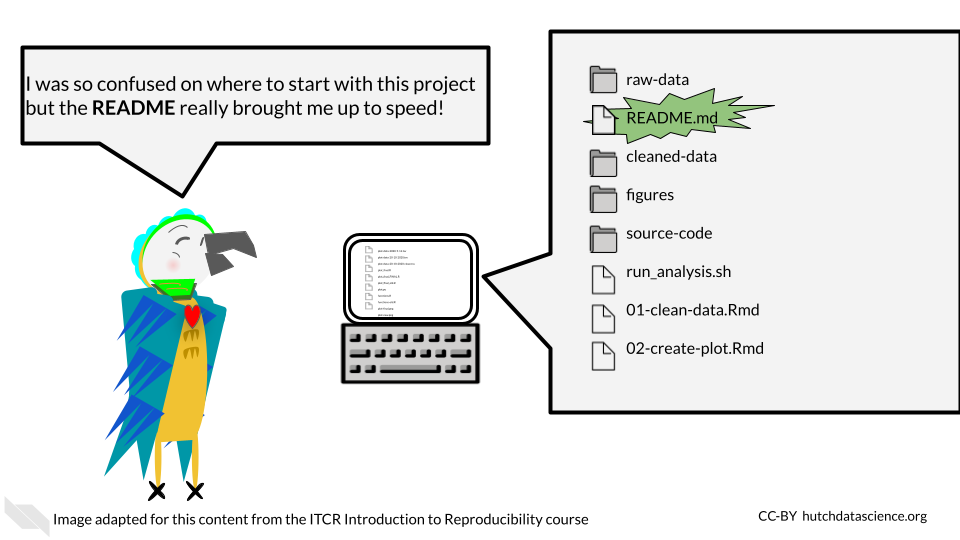 I was so confused on where to start with this project
but the README really brought me up to speed!
raw-data
README.md
cleaned-data
figures
source-code
run_analysis.sh
01-clean-data.Rmd
02-create-plot.Rmd
Image adapted for this content from the ITCR Introduction to Reproducibility course
CC-BY hutchdatascience.org